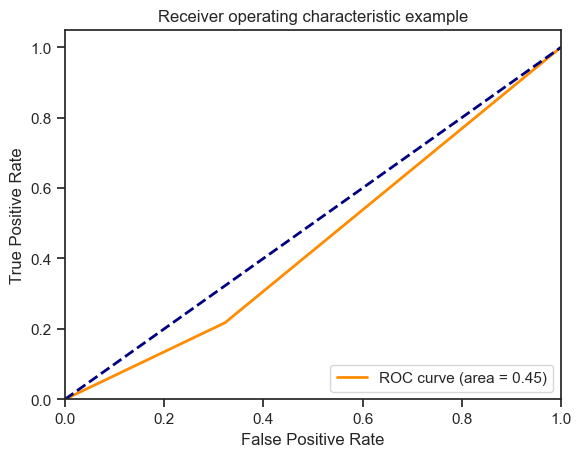 Receiver operating characteristic example
1.0
0.8
0.6
0.4
0.2
0.0
True Positive Rate
ROC curve (area = 0.45)
0.0 0.2 0.4 0.6 0.8 1.0
False Positive Rate